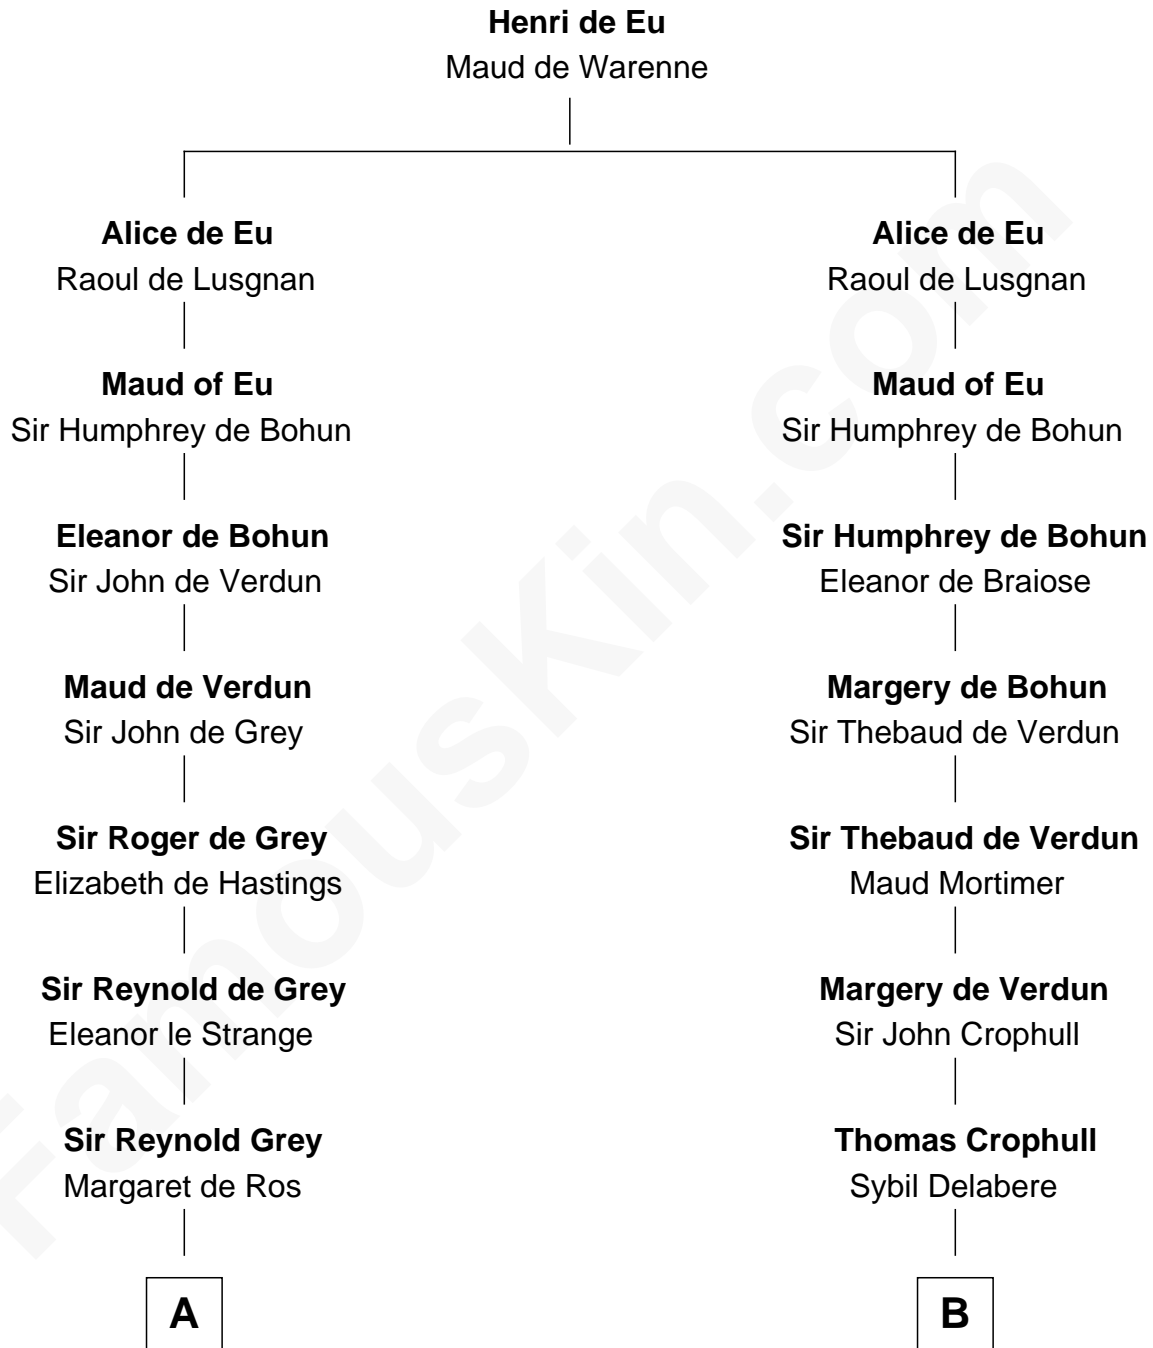 Henri de Eu
Maud de Warenne
Alice de Eu
Raoul de Lusgnan
Maud of Eu
Sir Humphrey de Bohun
Eleanor de Bohun
Sir John de Verdun
Maud de Verdun
Sir John de Grey
Sir Roger de Grey
Elizabeth de Hastings
Sir Reynold de Grey
Eleanor le Strange
Sir Reynold Grey
Margaret de Ros
A
Alice de Eu
Raoul de Lusgnan
Maud of Eu
Sir Humphrey de Bohun
Sir Humphrey de Bohun
Eleanor de Braiose
Margery de Bohun
Sir Thebaud de Verdun
Sir Thebaud de Verdun
Maud Mortimer
Margery de Verdun
Sir John Crophull
Thomas Crophull
Sybil Delabere
B
FamousKin.com